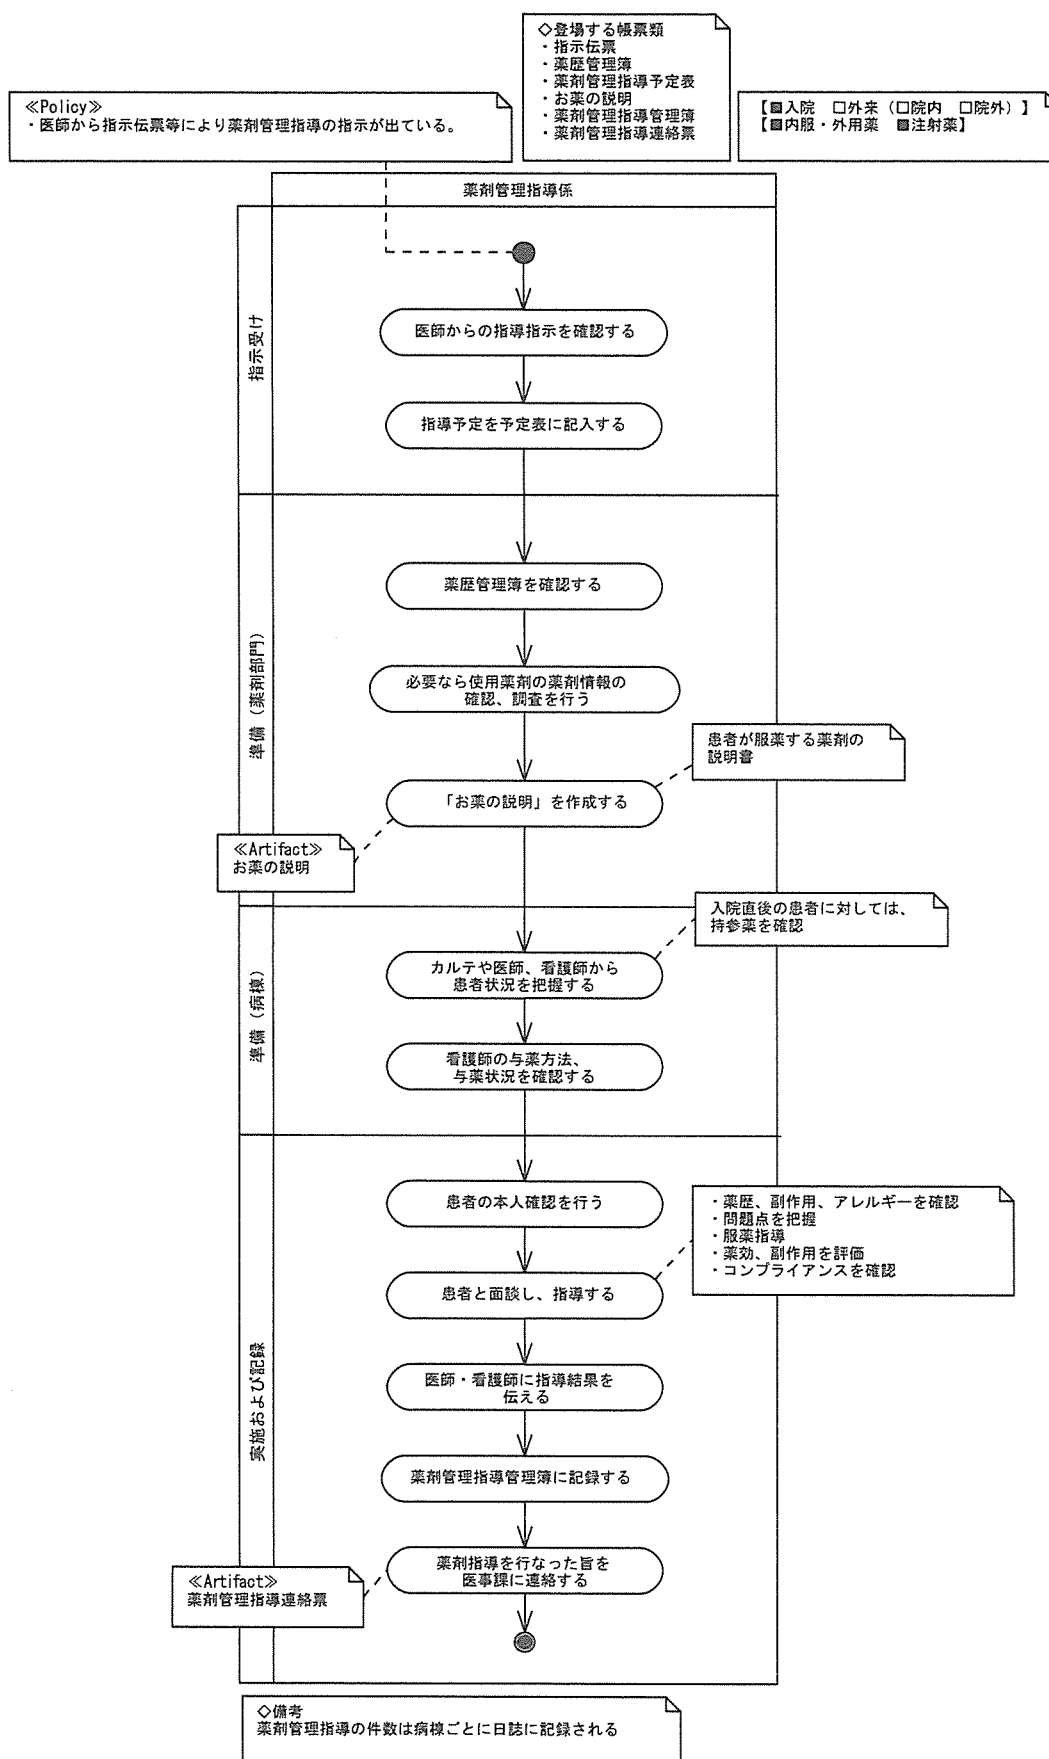 ◇登場する帳票類
・指示伝票
・薬歴管理簿
・薬剤管理指導予定表
・お薬の説明
・薬剤管理指導管理簿
・薬剤管理指導連絡票
≪Policy≫
・医師から指示伝票等により薬剤管理指導の指示が出ている。
【■入院 □外来（□院内 □院外）】
【■内服・外用薬 ■注射薬】
薬剤管理指導係
指示受け
医師からの指導指示を確認する
指導予定を予定表に記入する
準備（薬剤部門）
薬歴管理簿を確認する
必要なら使用薬剤の薬剤情報の
確認、調査を行う
患者が服薬する薬剤の
説明書
「お薬の説明」を作成する
≪Artifact≫
お薬の説明
準備（病棟）
入院直後の患者に対しては、
持参薬を確認
カルテや医師、看護師から
患者状況を把握する
看護師の与薬方法、
与薬状況を確認する
実施および記録
患者の本人確認を行う
・薬歴、副作用、アレルギーを確認
・問題点を把握
・服薬指導
・薬効、副作用を評価
・コンプライアンスを確認
患者と面談し、指導する
医師・看護師に指導結果を
伝える
薬剤管理指導管理簿に記録する
薬剤指導を行なった旨を
医事課に連絡する
≪Artifact≫
薬剤管理指導連絡票
◇備考
薬剤管理指導の件数は病棟ごとに日誌に記録される